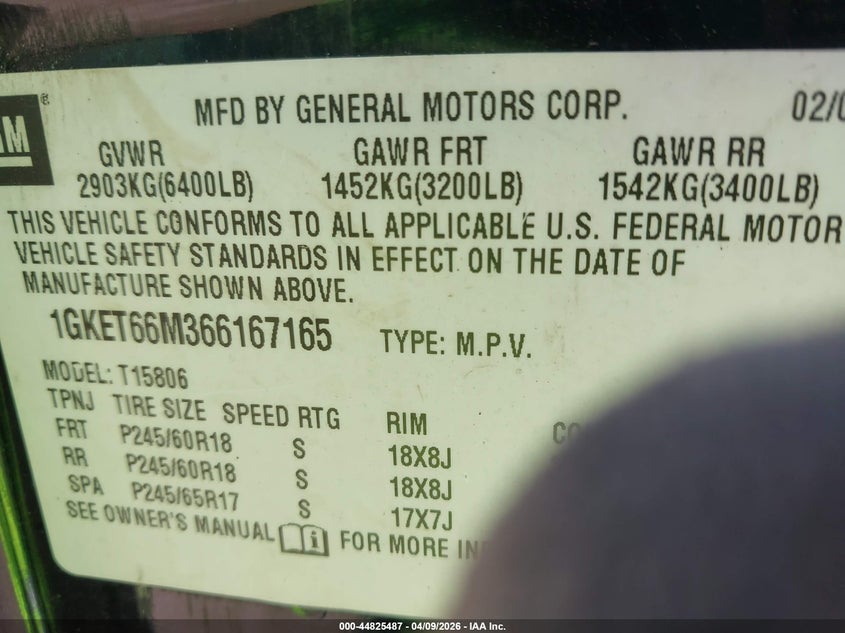 GM ®
MFD BY GENERAL MOTORS CORP. 02/0
GVWR GAWR FRT GAWR RR
2903KG(6400LB) 1452KG(3200LB) 1542KG(3400LB)
THIS VEHICLE CONFORMS TO ALL APPLICABLE U.S. FEDERAL MOTOR
VEHICLE SAFETY STANDARDS IN EFFECT ON THE DATE OF
MANUFACTURE SHOWN ABOVE.
1GKET66M366167165 TYPE: M.P.V.
MODEL: T15806
TPNJ TIRE SIZE SPEED RTG RIM
FRT P245/60R18 S 18X8J
RR P245/60R18 S 18X8J
SPA P245/65R17 S 17X7J
SEE OWNER'S MANUAL i FOR MORE
000-44825487 - 04/09/2026 - IAA Inc.